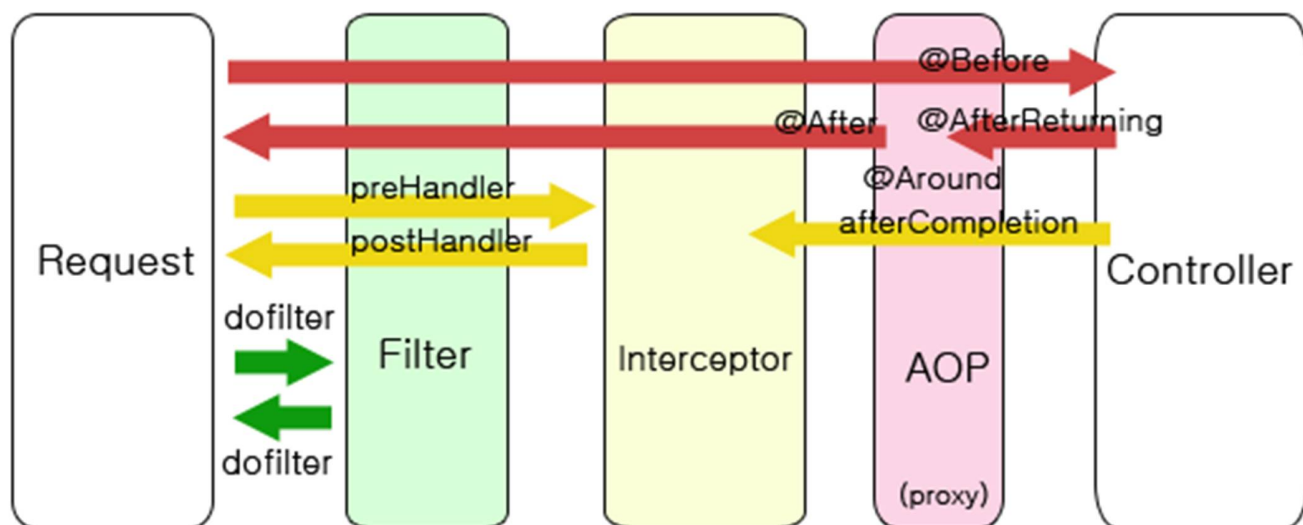 @Before
@After
@AfterReturning
@Around
preHandler
postHandler
afterCompletion
Request
Controller
dofilter
Filter
Interceptor
AOP
dofilter
(proxy)